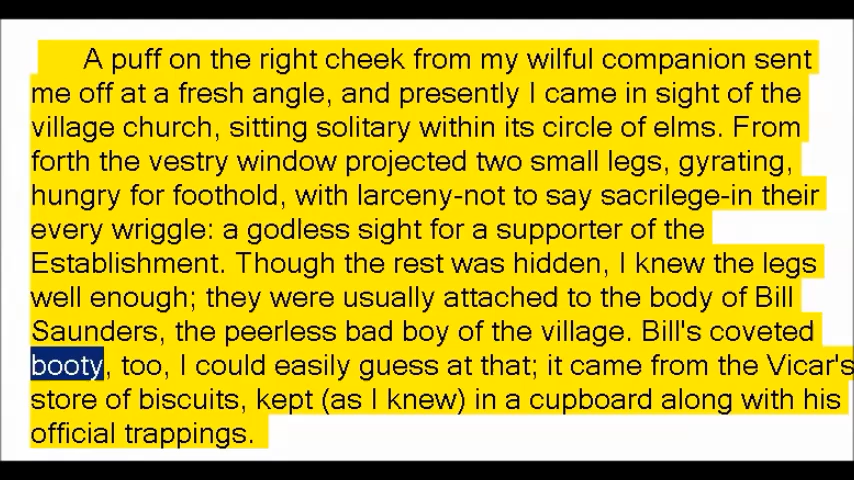 A puff on the right cheek from my wilful companion sent
me off at a fresh angle, and presently I came in sight of the
village church, sitting solitary within its circle of elms. From
forth the vestry window projected two small legs, gyrating,
hungry for foothold, with larceny-not to say sacrilege-in their
every wriggle: a godless sight for a supporter of the
Establishment. Though the rest was hidden, I knew the legs
well enough; they were usually attached to the body of Bill
Saunders, the peerless bad boy of the village. Bill's coveted
booty, too, I could easily guess at that; it came from the Vicar's
store of biscuits, kept (as I knew) in a cupboard along with his
official trappings.